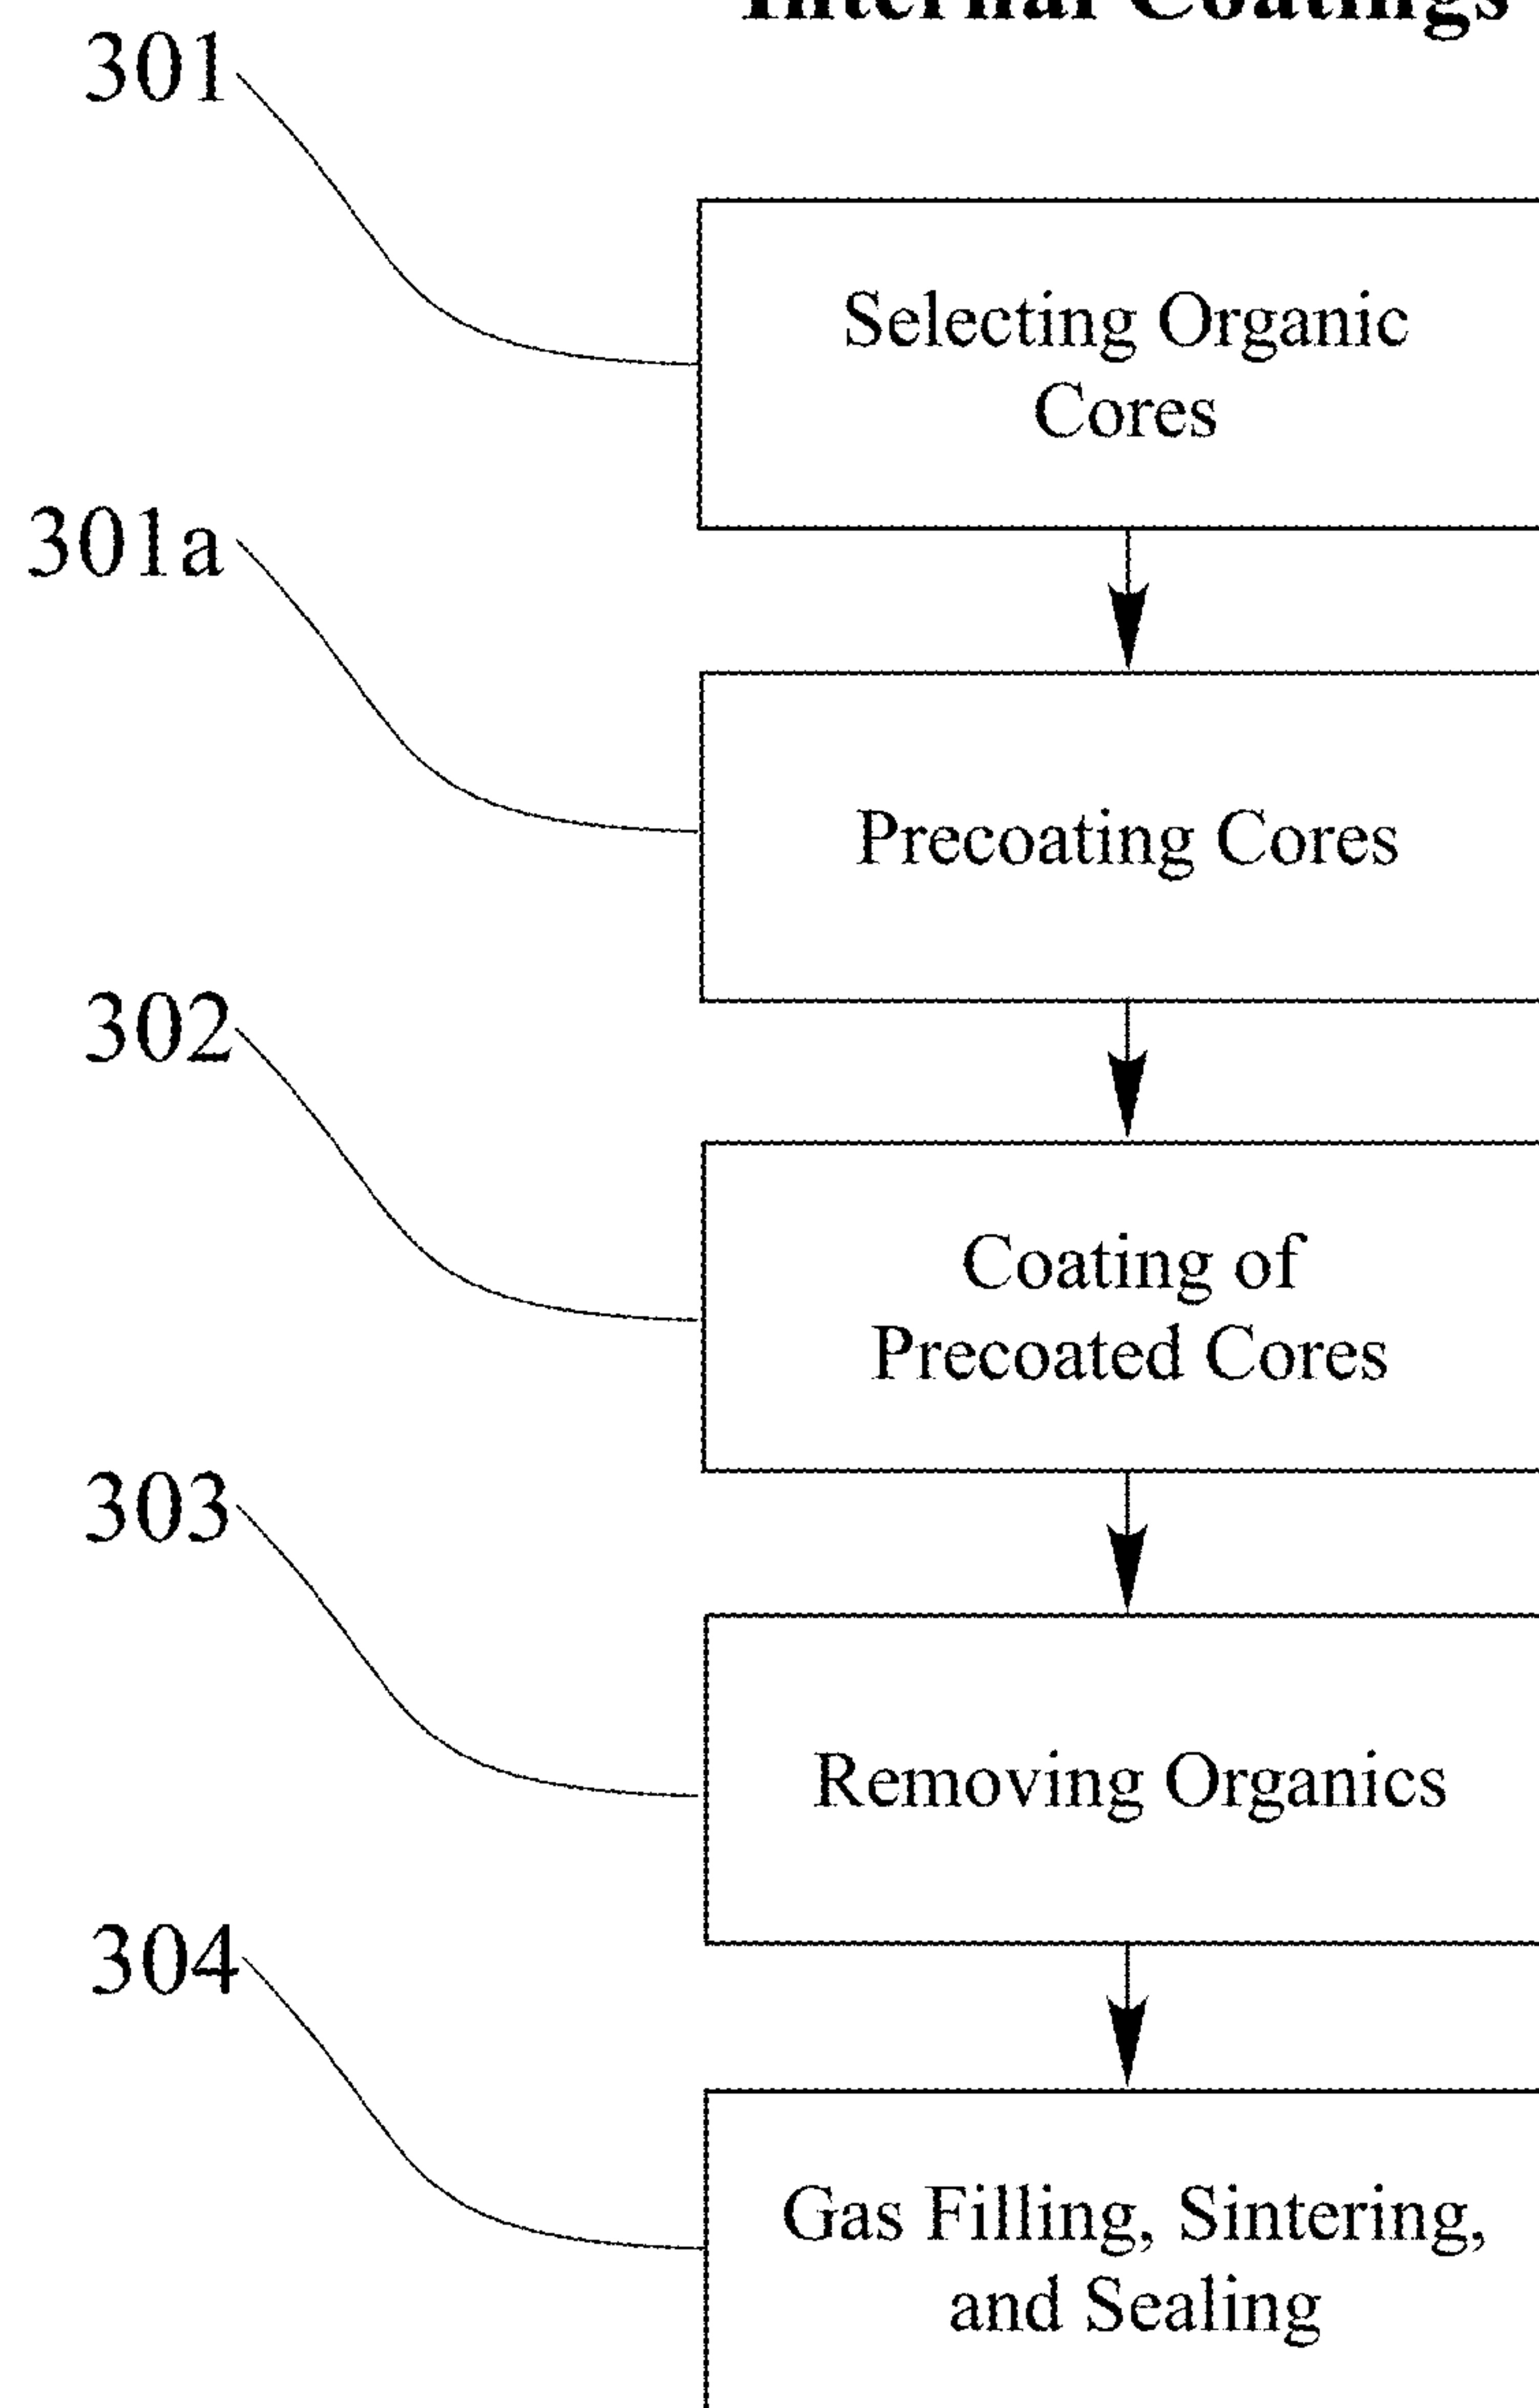 Internal Coatings
301
Selecting Organic
Cores
301a
Precoating Cores
302
Coating of
Precoated Cores
303
Removing Organics
304
Gas Filling, Sintering,
and Sealing